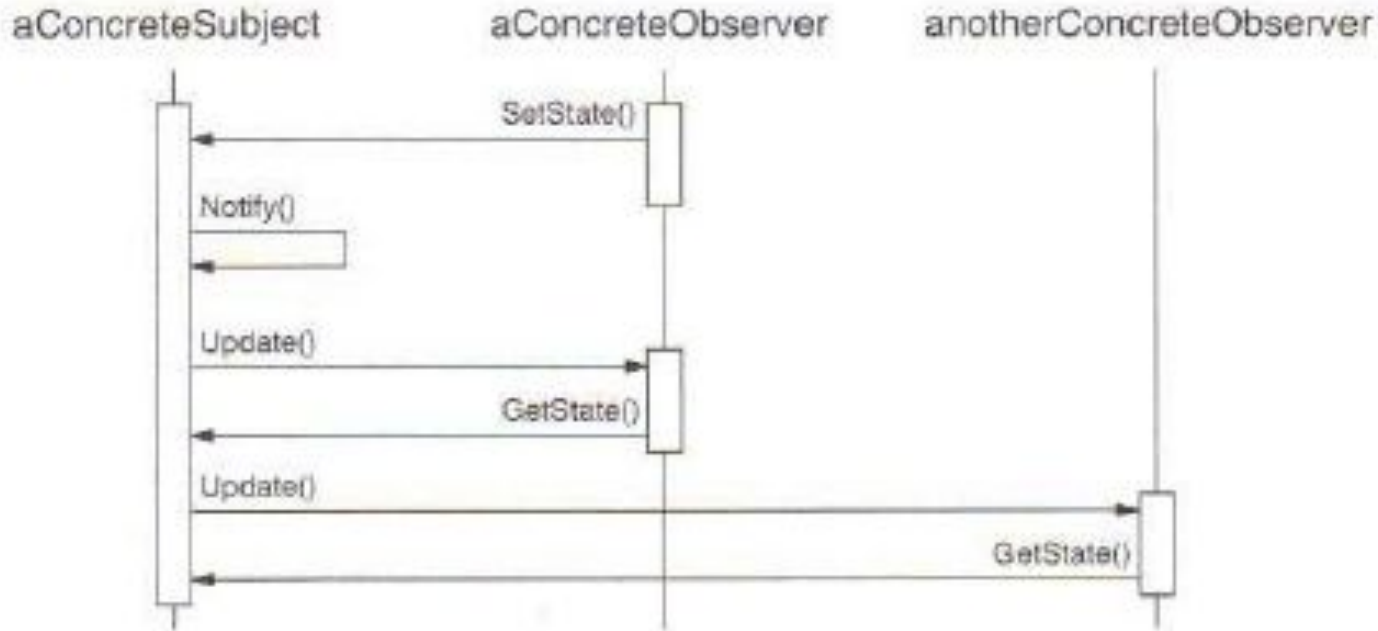 aConcreteSubject aConcreteObserver anotherConcreteObserver
SetState()
Notify()
Update()
GetState()
Update()
GetState()